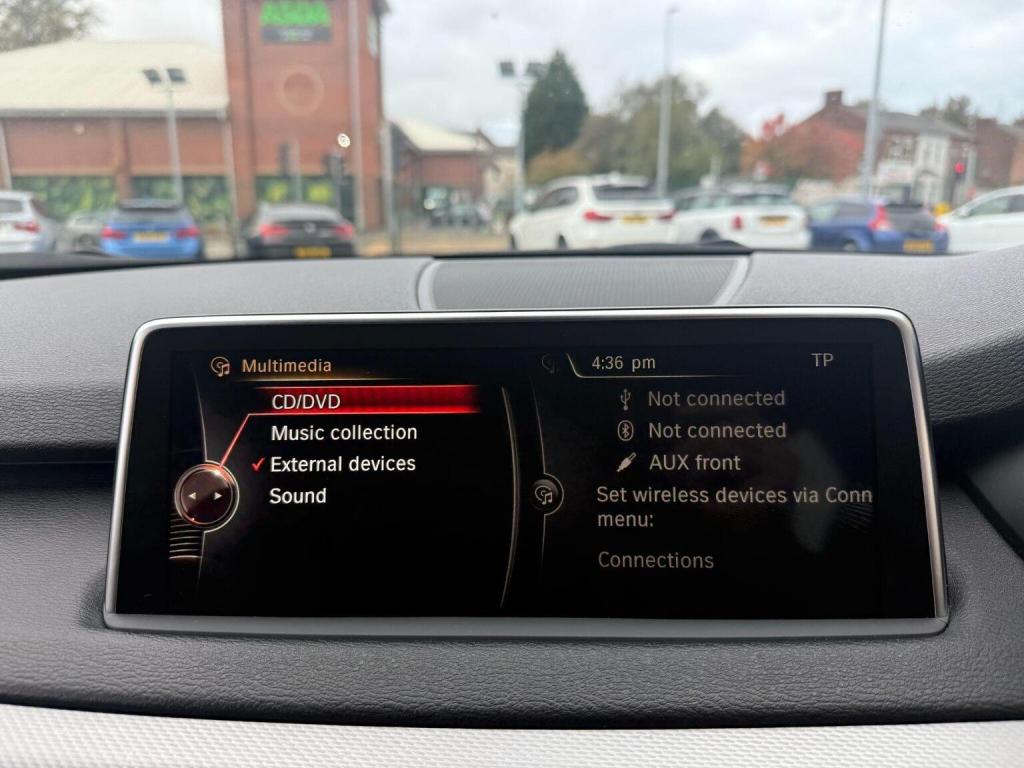 ASDA
Multimedia
CD/DVD
Music collection
External devices
Sound
4:36 pm
TP
Not connected
Not connected
AUX front
Set wireless devices via Conn
menu:
Connections